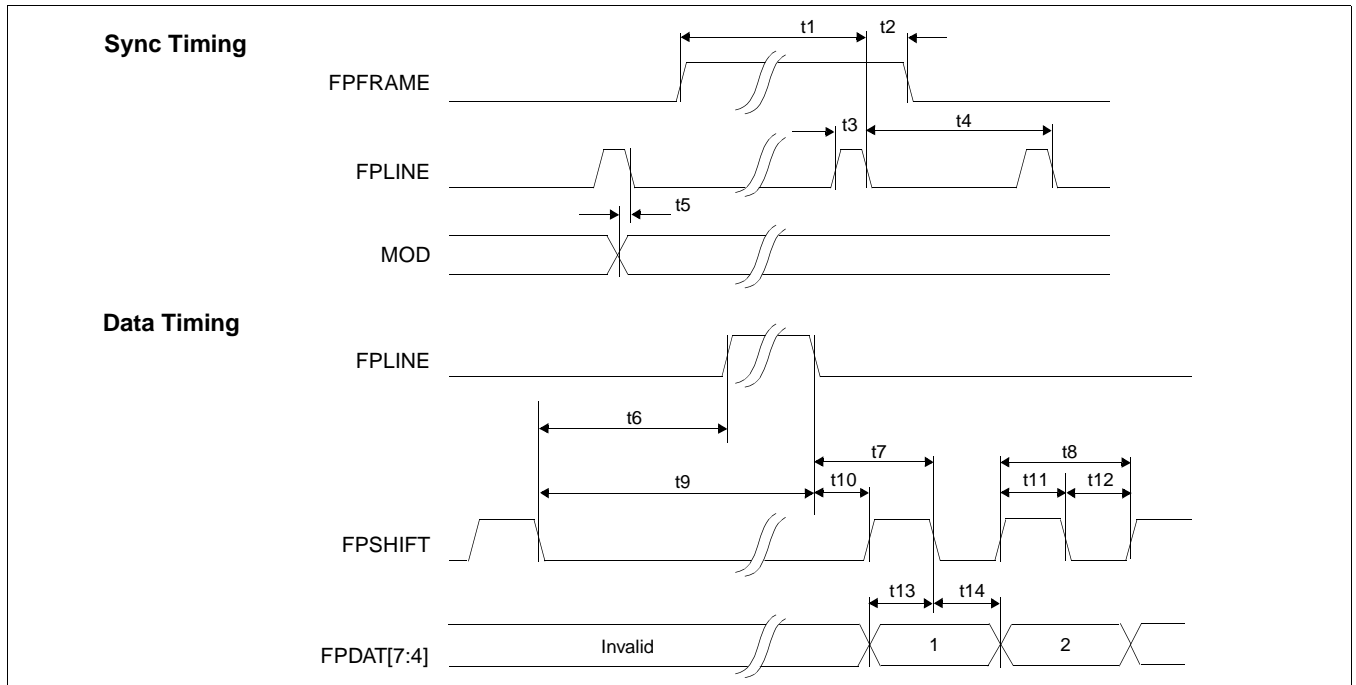 Sync Timing
t1 t2
FPFRAME
t3 t4
FPLINE
t5
MOD
Data Timing
FPLINE
t6
t7 t8
t9 t10 t11 t12
FPSHIFT
t13 t14
FPDAT[7:4] Invalid 1 2